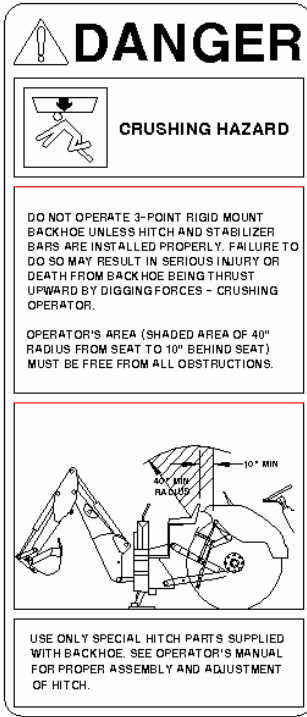 DANGER
CRUSHING HAZARD
DO NOT OPERATE 3-POINT RIGID MOUNT
BACKHOE UNLESS HITCH AND STABILIZER
BARS ARE INSTALLED PROPERLY. FAILURE TO
DO SO MAY RESULT IN SERIOUS INJURY OR
DEATH FROM BACKHOE BEING THRUST
UPWARD BY DIGGING FORCES - CRUSHING
OPERATOR.
OPERATOR'S AREA (SHADED AREA OF 40"
RADIUS FROM SEAT TO 10" BEHIND SEAT)
MUST BE FREE FROM ALL OBSTRUCTIONS.
10" MIN
40" MIN
RADIUS
USE ONLY SPECIAL HITCH PARTS SUPPLIED
WITH BACKHOE. SEE OPERATOR'S MANUAL
FOR PROPER ASSEMBLY AND ADJUSTMENT
OF HITCH.